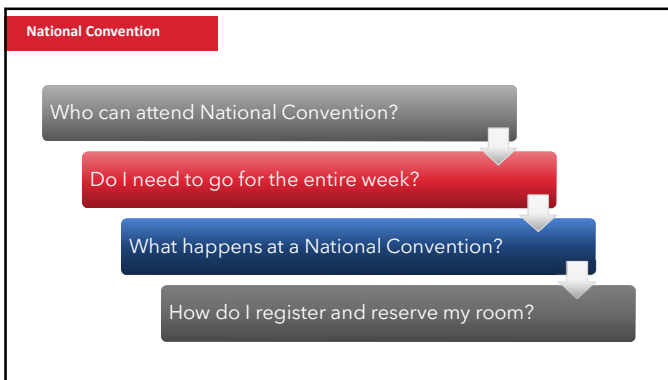 National Convention
Who can attend National Convention?
Do I need to go for the entire week?
What happens at a National Convention?
How do I register and reserve my room?